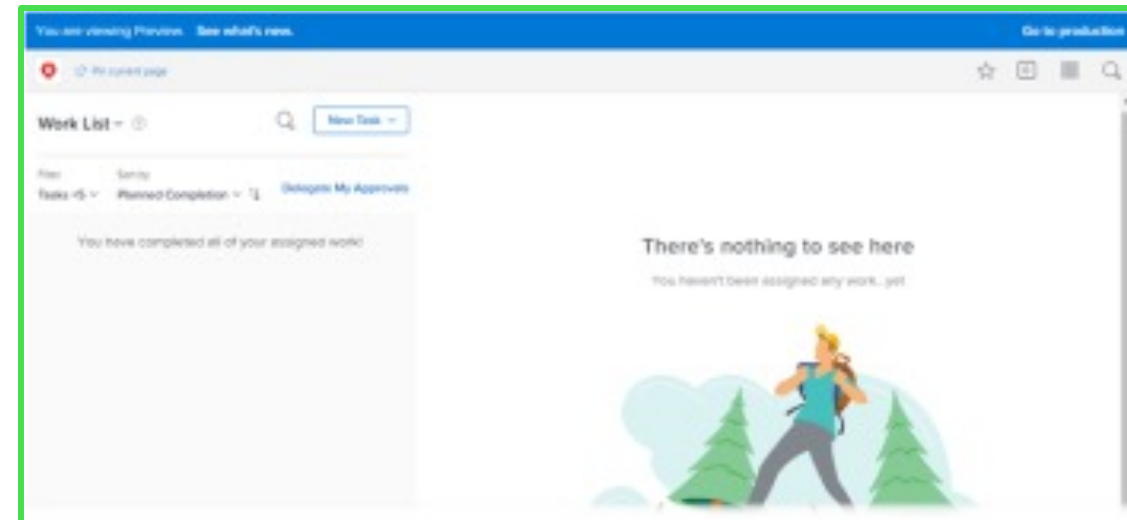 You are viewing Preview. See what's new.
Go to production
Pin current page
Work List
New Task
Filter
Sort by
Tasks +5
Planned Completion
Delegate My Approvals
You have completed all of your assigned work!
There's nothing to see here
You haven't been assigned any work...yet